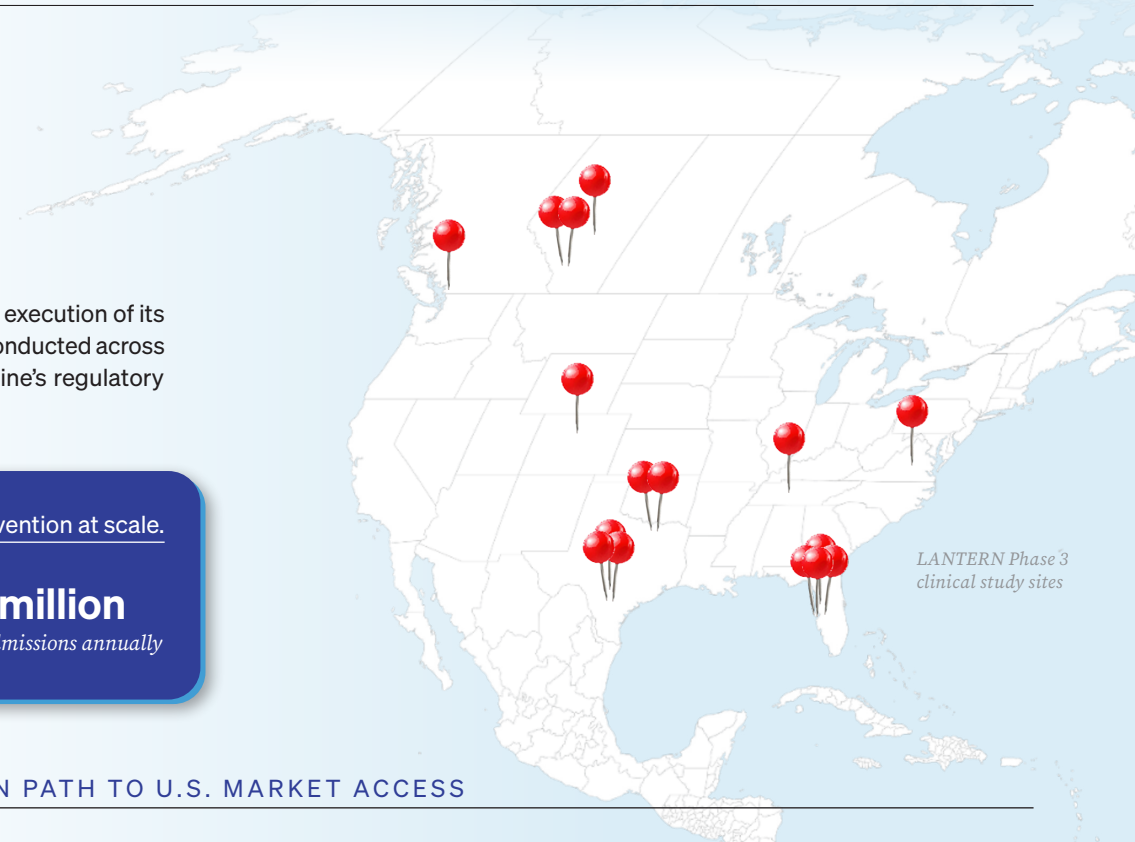 execution of its
onducted across
ine's regulatory
vention at scale.
million
missions annually
LANTERN Phase 3
clinical study sites
N PATH TO U.S. MARKET ACCESS